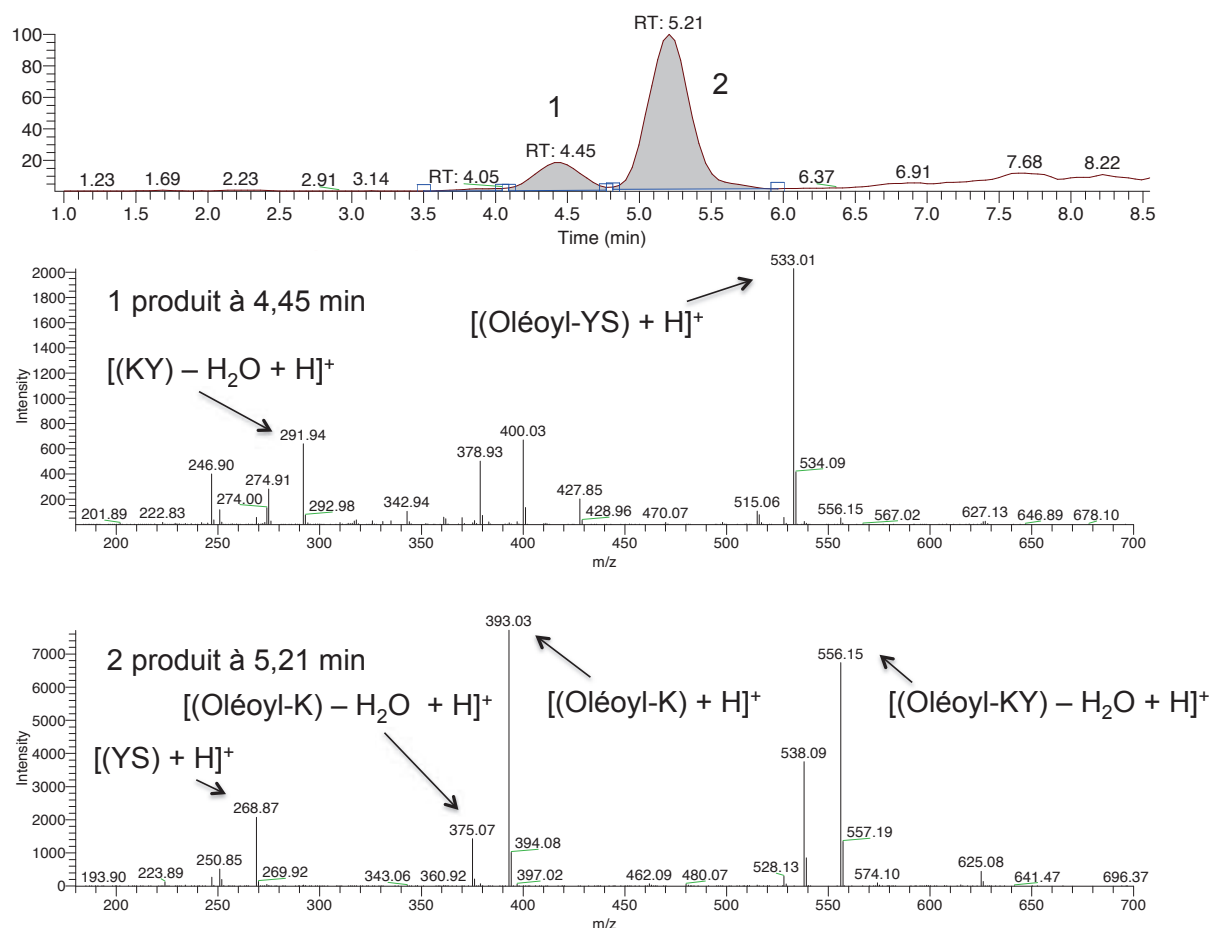 RT: 5.21
100
80
60
40
20
1
2
RT: 4.45
1.23 1.69 2.23 2.91 3.14 RT: 4.05 6.37 6.91 7.68 8.22
1.0 1.5 2.0 2.5 3.0 3.5 4.0 4.5 5.0 5.5 6.0 6.5 7.0 7.5 8.0 8.5
Time (min)
533.01
2000
1800
1600
1400
1200
1000
800
600
400
200
Intensity
1 produit à 4,45 min
[(Oléoyl-YS) + H]⁺
[(KY) – H₂O + H]⁺
291.94
400.03
246.90
378.93
534.09
274.91
274.00
427.85
342.94
515.06
201.89 222.83 292.98 428.96 470.07 556.15 567.02 627.13 646.89 678.10
200 250 300 350 400 450 500 550 600 650 700
m/z
393.03
7000
6000
5000
4000
3000
2000
1000
0
Intensity
2 produit à 5,21 min
556.15
[(Oléoyl-K) – H₂O + H]⁺
[(Oléoyl-K) + H]⁺
[(Oléoyl-KY) – H₂O + H]⁺
[(YS) + H]⁺
538.09
268.87
375.07
557.19
394.08
250.85
528.13
625.08
193.90 223.89 269.92 343.06 360.92 397.02 462.09 480.07 574.10 641.47 696.37
200 250 300 350 400 450 500 550 600 650 700
m/z